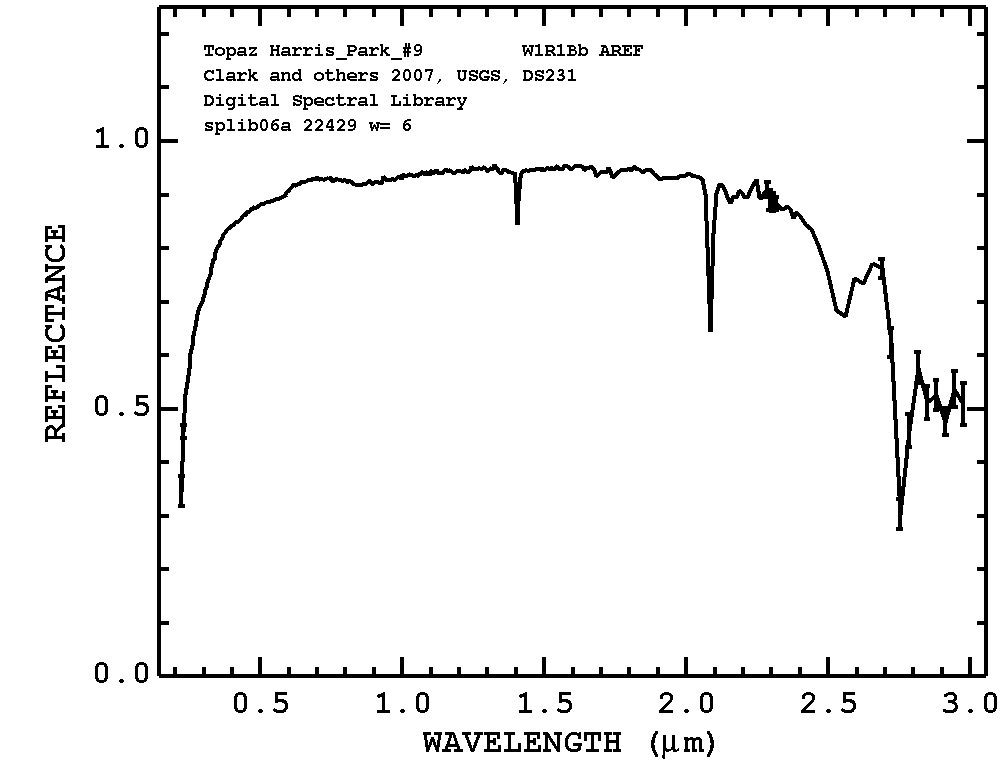 Topaz Harris_Park_#9 W1R1Bb AREF
Clark and others 2007, USGS, DS231
Digital Spectral Library
splib06a 22429 w= 6
1.0
0.5
0.0
REFLECTANCE
0.5 1.0 1.5 2.0 2.5 3.0
WAVELENGTH (μm)